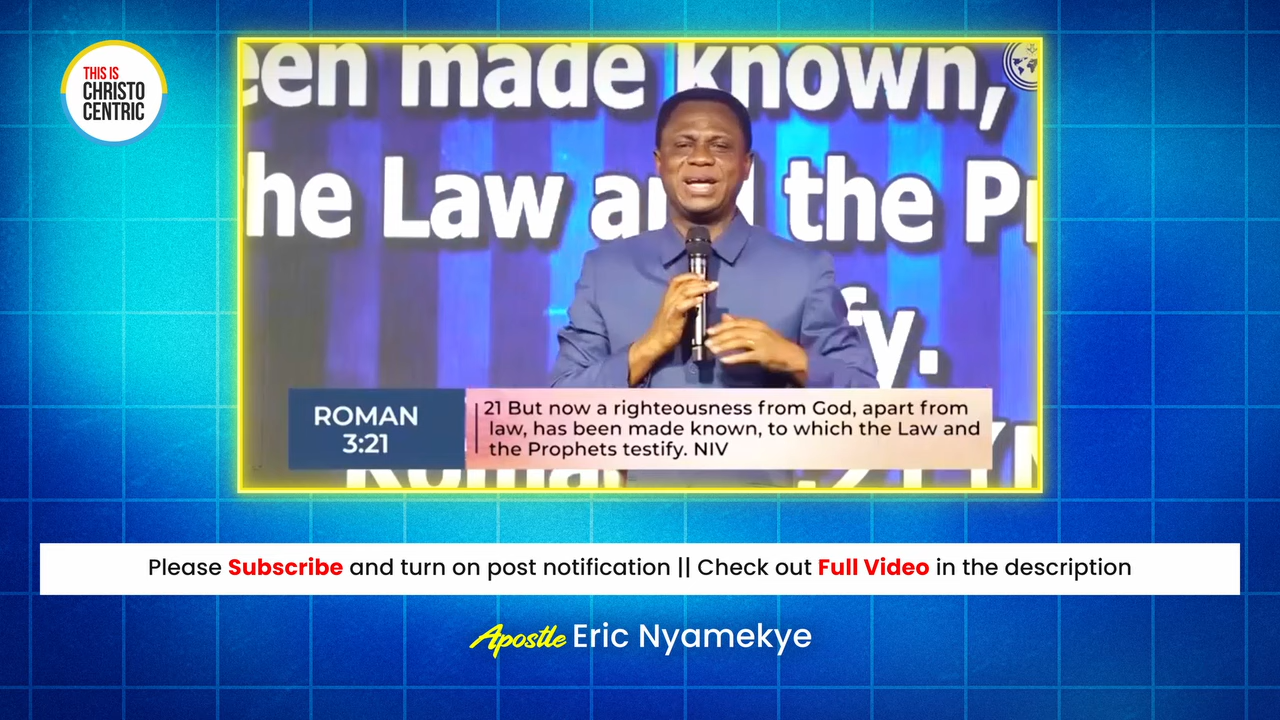 THIS IS
CHRISTO
CENTRIC
een made known,
he Law and the Pr
fy.
ROMAN
3:21
21 But now a righteousness from God, apart from
law, has been made known, to which the Law and
the Prophets testify. NIV
Please Subscribe and turn on post notification || Check out Full Video in the description
Apostle Eric Nyamekye